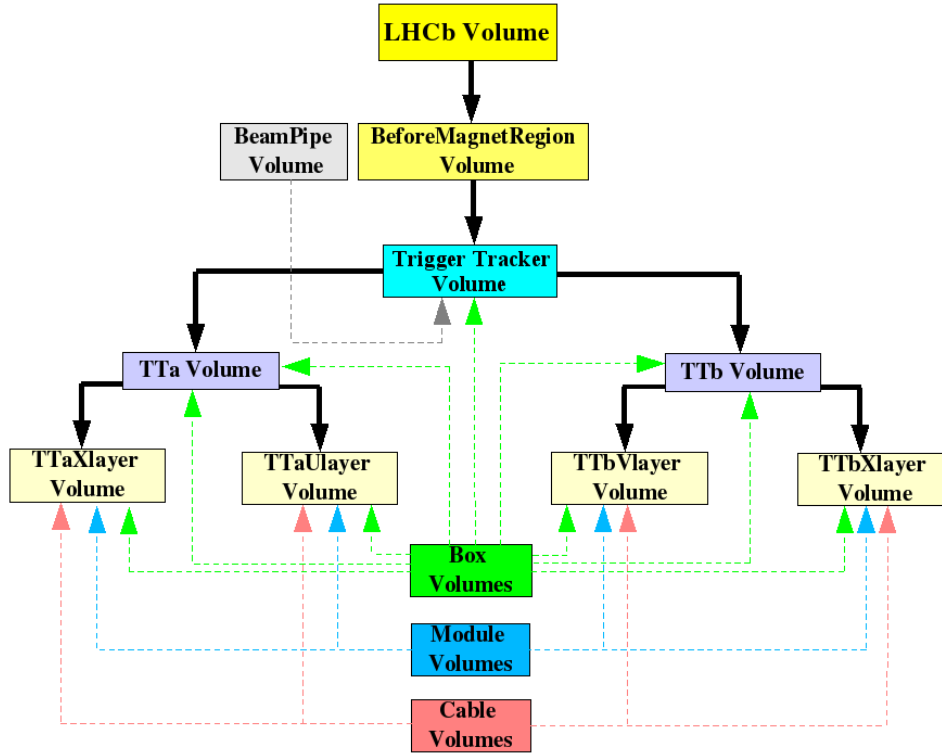 LHCb Volume
BeamPipe
Volume
BeforeMagnetRegion
Volume
Trigger Tracker
Volume
TTa Volume
TTb Volume
TTaXlayer
Volume
TTaUlayer
Volume
TTbVlayer
Volume
TTbXlayer
Volume
Box
Volumes
Module
Volumes
Cable
Volumes